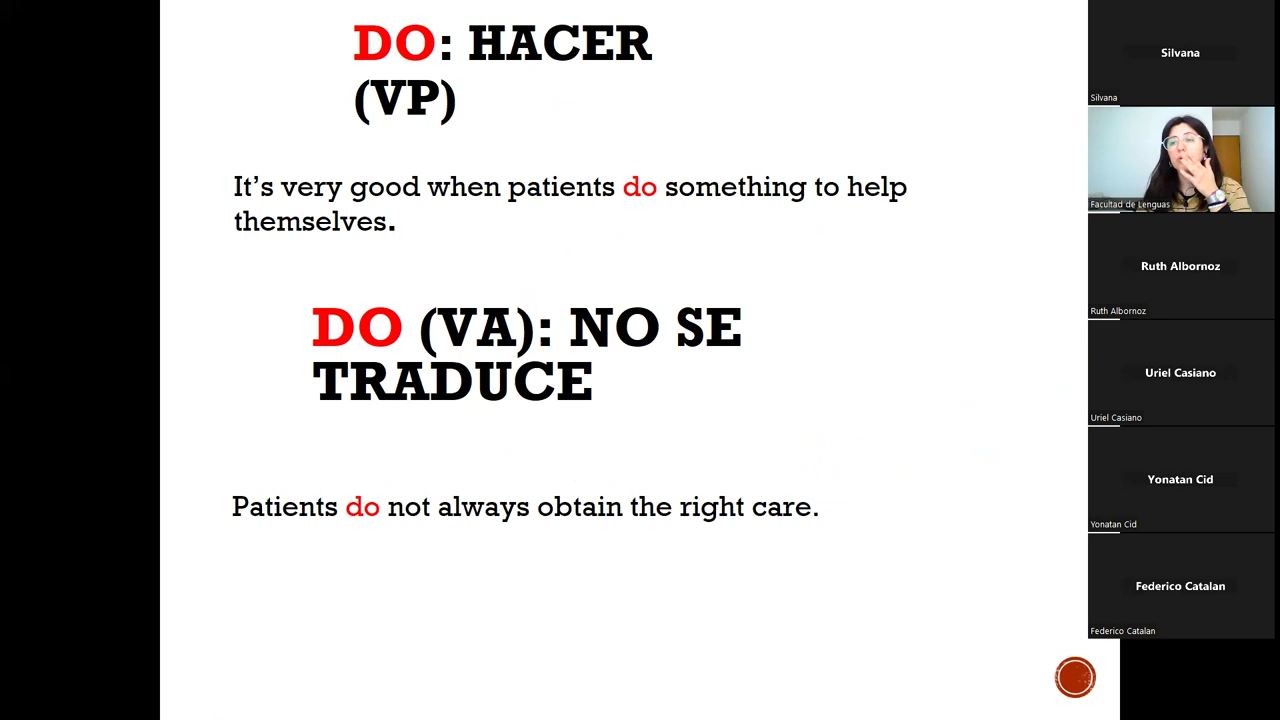 DO: HACER
(VP)
It's very good when patients do something to help
themselves.
DO (VA): NO SE
TRADUCE
Patients do not always obtain the right care.
Silvana
Silvana
Facultad de Lenguas
Ruth Albornoz
Ruth Albornoz
Uriel Casiano
Uriel Casiano
Yonatan Cid
Yonatan Cid
Federico Catalan
Federico Catalan